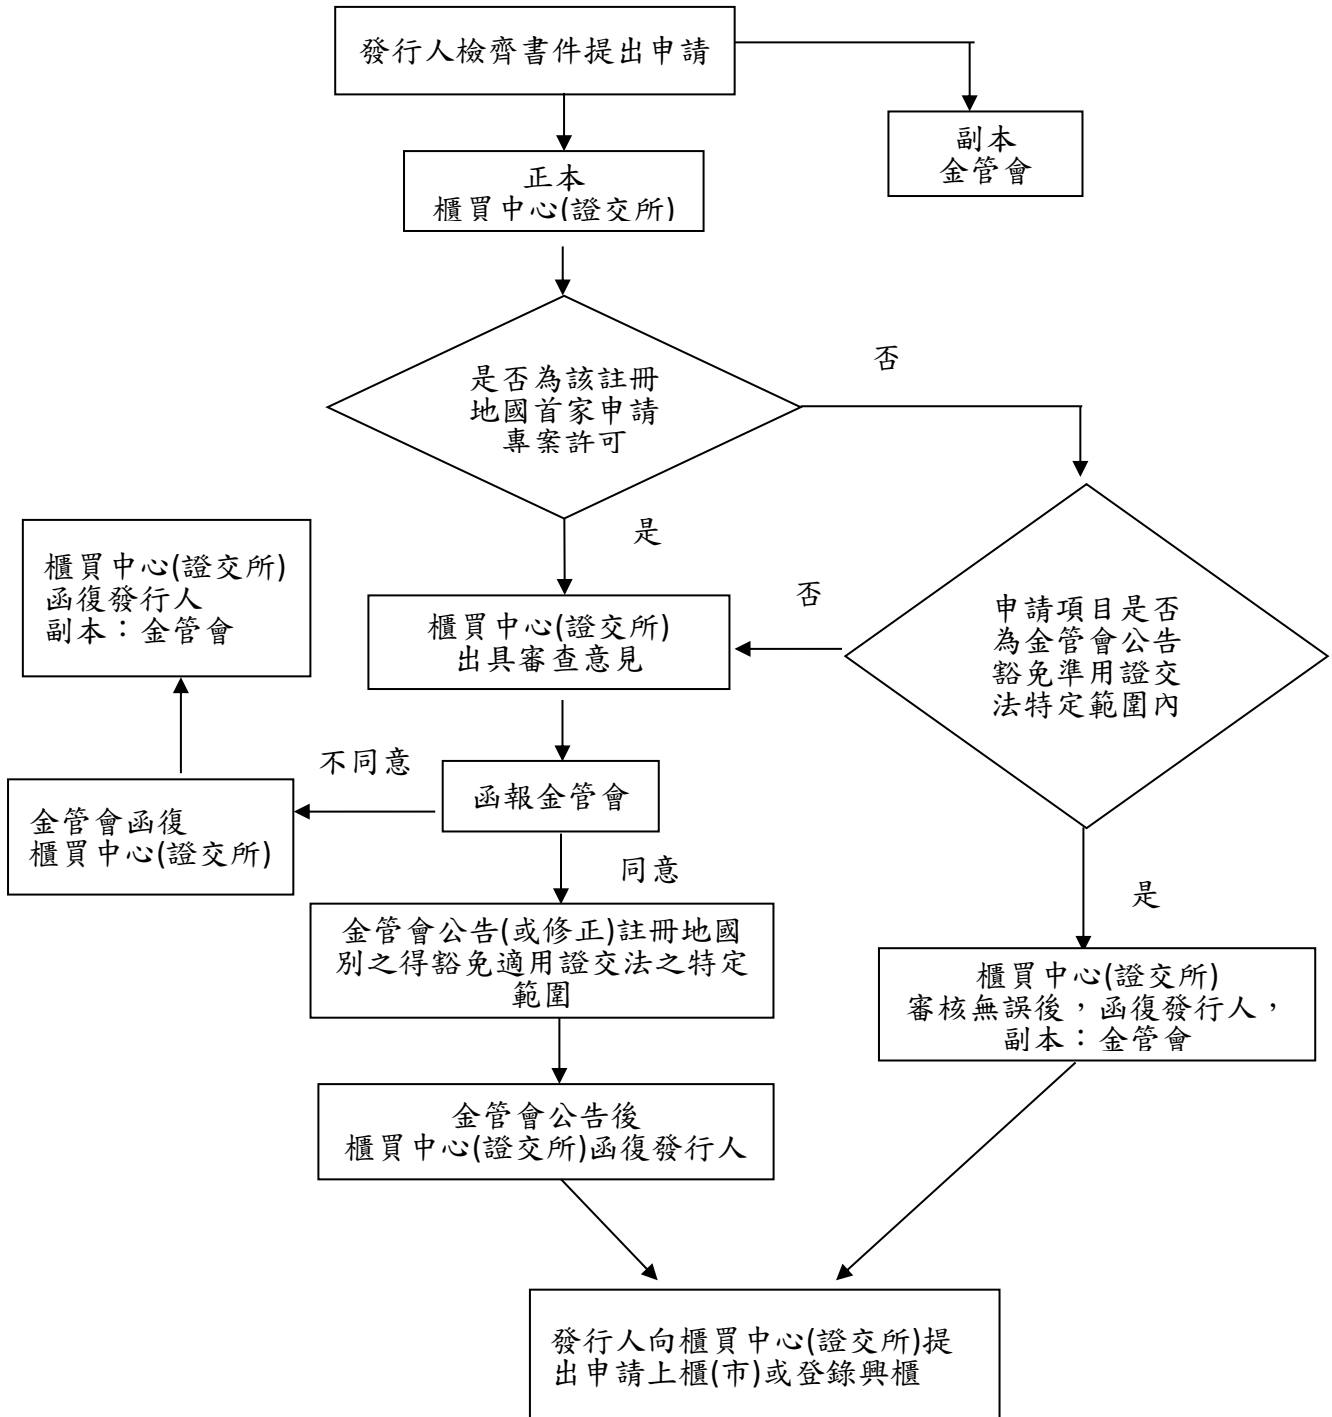 發行人檢齊書件提出申請
副本
金管會
正本
櫃買中心(證交所)
是否為該註冊
地國首家申請
專案許可
否
是
櫃買中心(證交所)
函復發行人
副本：金管會
否
申請項目是否
為金管會公告
豁免準用證交
法特定範圍內
櫃買中心(證交所)
出具審查意見
不同意
函報金管會
金管會函復
櫃買中心(證交所)
同意
是
金管會公告(或修正)註冊地國
別之得豁免適用證交法之特定
範圍
櫃買中心(證交所)
審核無誤後，函復發行人，
副本：金管會
金管會公告後
櫃買中心(證交所)函復發行人
發行人向櫃買中心(證交所)提
出申請上櫃(市)或登錄興櫃